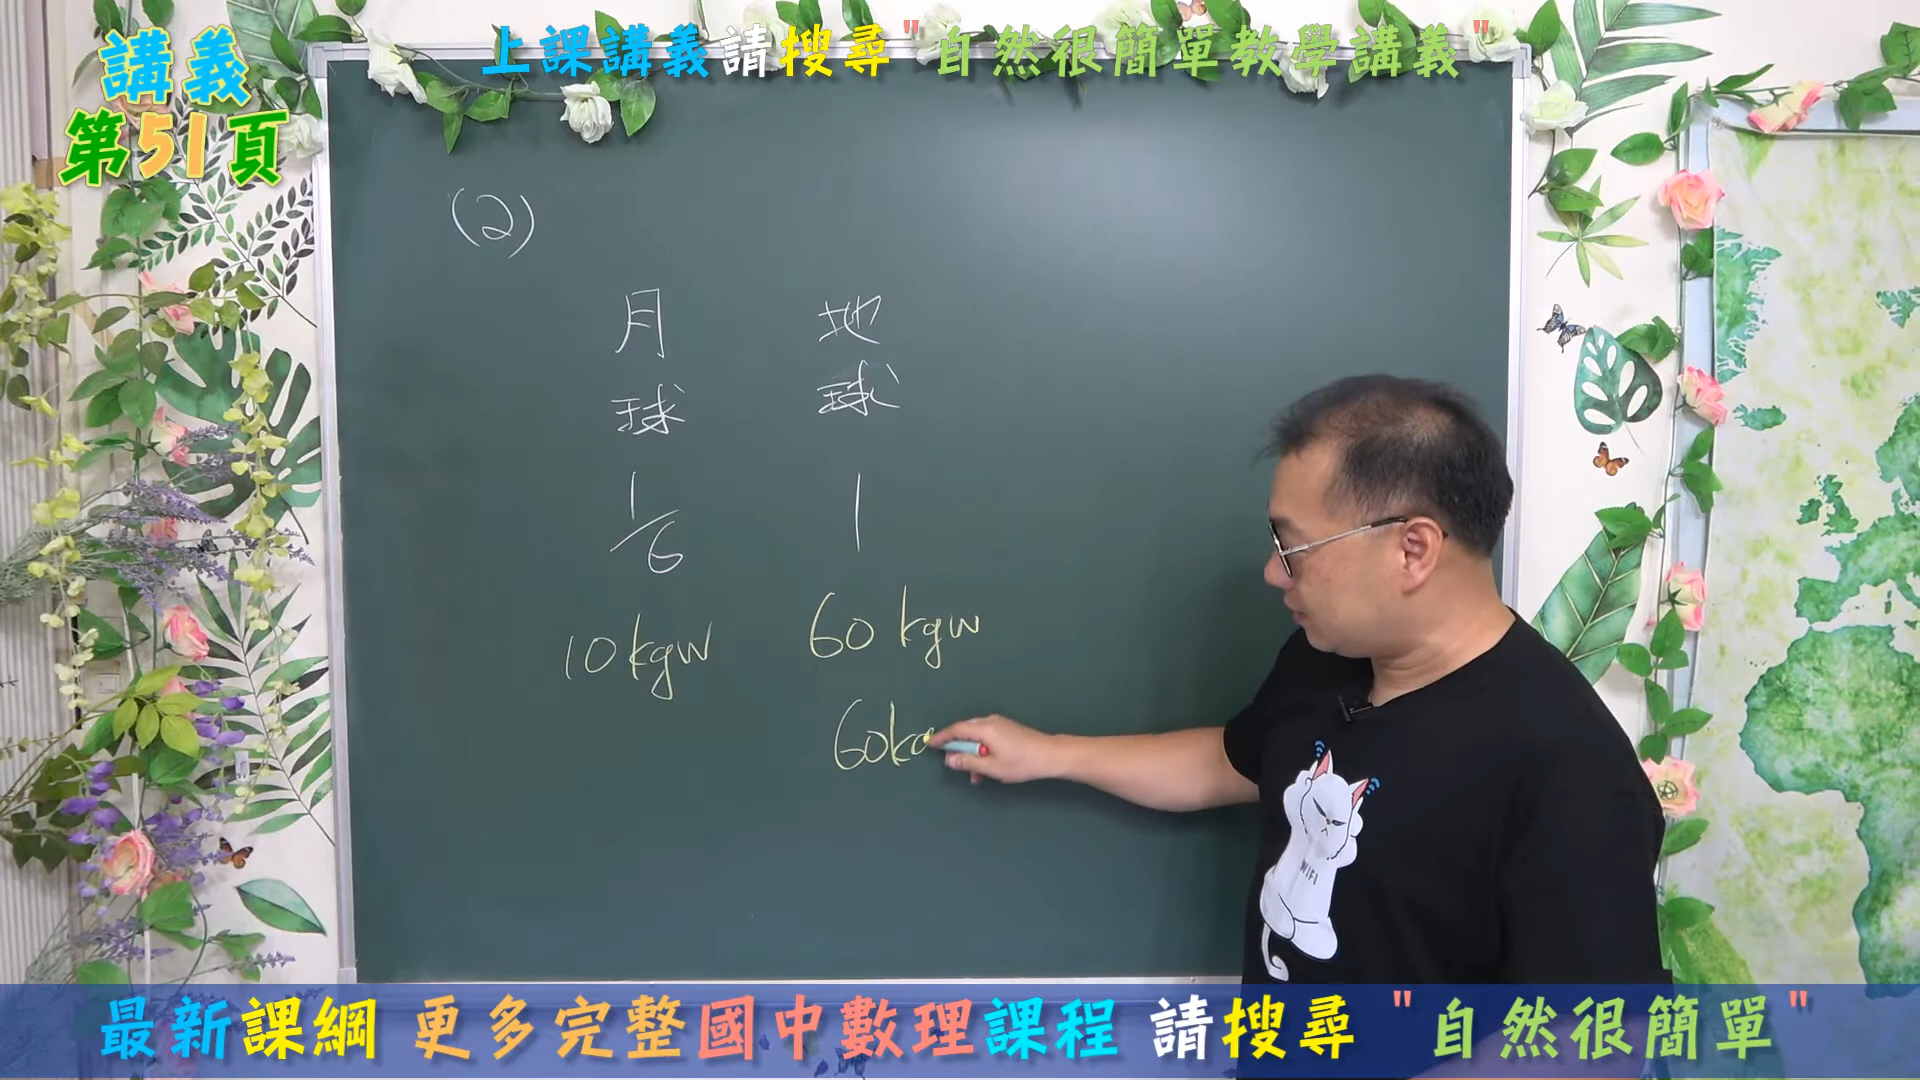 上課講義請搜尋"自然很簡單教學講義"
講義
第51頁
(2)
月球 地球
1/6 1
10kgw 60kgw
60kg
WIFI
最新課綱 更多完整國中數理課程 請搜尋 "自然很簡單"